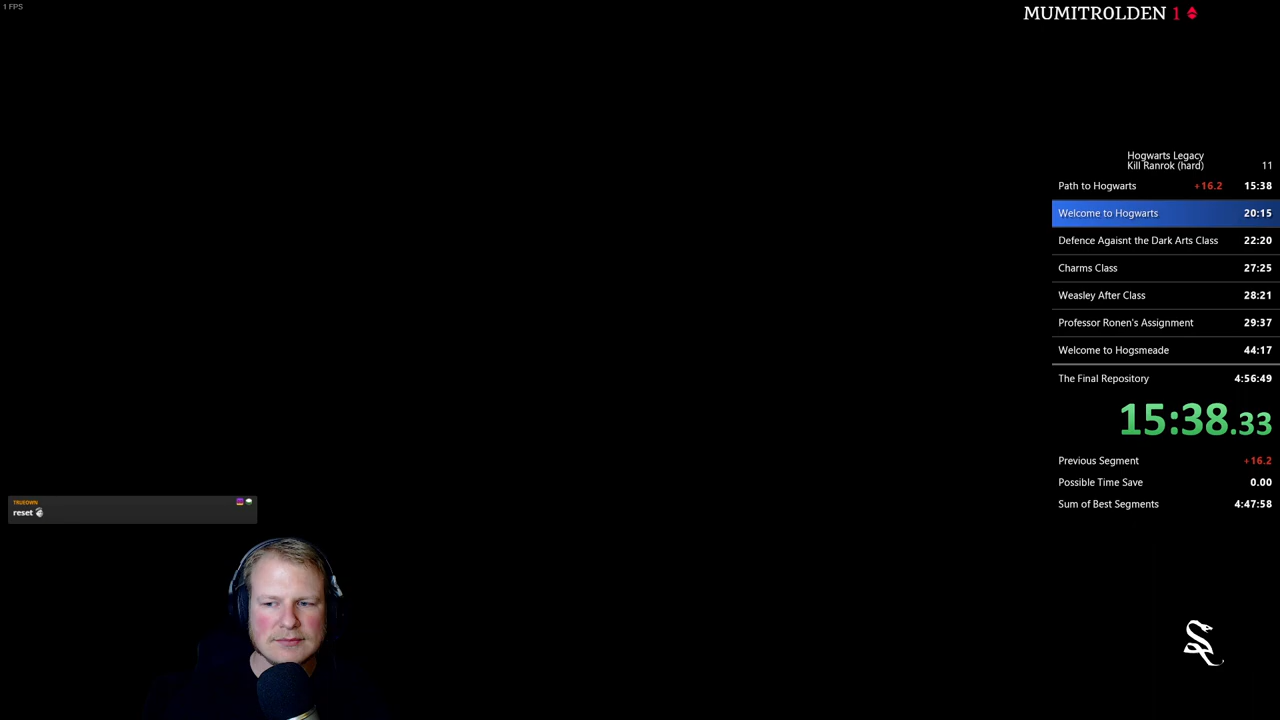 1 FPS
MUMITR0LDEN 1
Hogwarts Legacy
Kill Ranrok (hard) 11
Path to Hogwarts +16.2 15:38
Welcome to Hogwarts 20:15
Defence Agaisnt the Dark Arts Class 22:20
Charms Class 27:25
Weasley After Class 28:21
Professor Ronen's Assignment 29:37
Welcome to Hogsmeade 44:17
The Final Repository 4:56:49
15:38.33
Previous Segment +16.2
Possible Time Save 0.00
Sum of Best Segments 4:47:58
TRUEOWN
reset